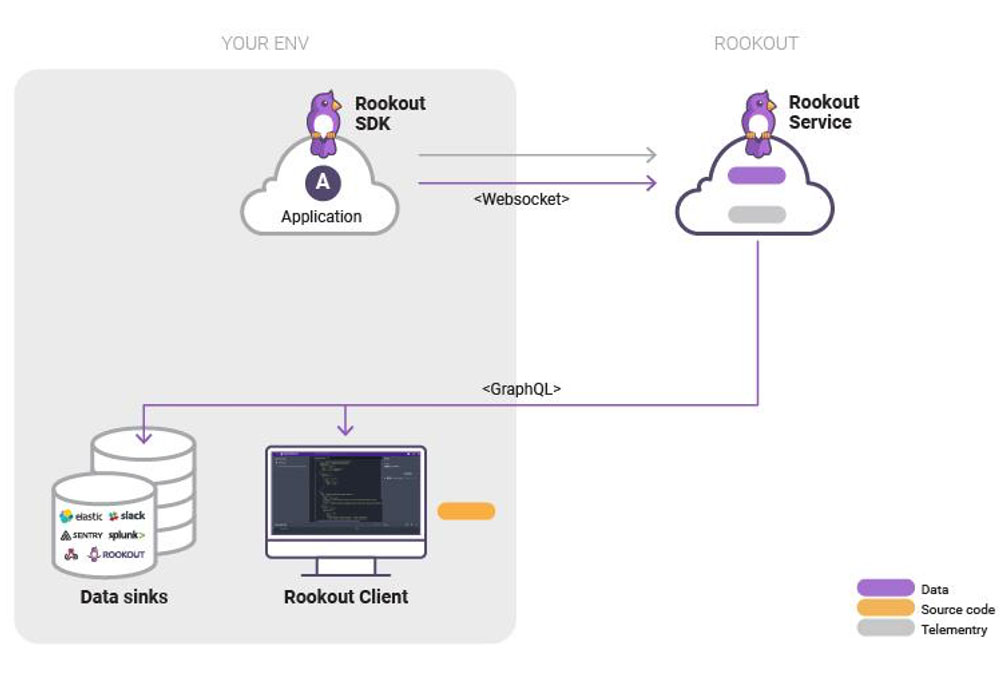 YOUR ENV
ROOKOUT
Rookout
SDK
Rookout
Service
A
Application
<Websocket>
<GraphQL>
elastic slack
SENTRY splunk>
ROOKOUT
Data sinks
Rookout Client
Data
Source code
Telementry